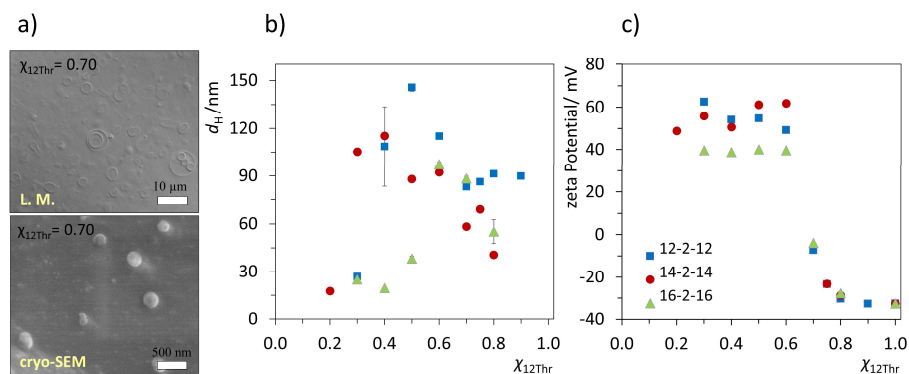 a)
χ12Thr= 0.70
L. M.
10 µm
χ12Thr= 0.70
cryo-SEM
500 nm
b)
dH /nm
150
120
90
60
30
0
0.0 0.2 0.4 0.6 0.8 1.0
χ12Thr
c)
zeta Potential/ mV
80
60
40
20
0
-20
-40
12-2-12
14-2-14
16-2-16
0.0 0.2 0.4 0.6 0.8 1.0
χ12Thr